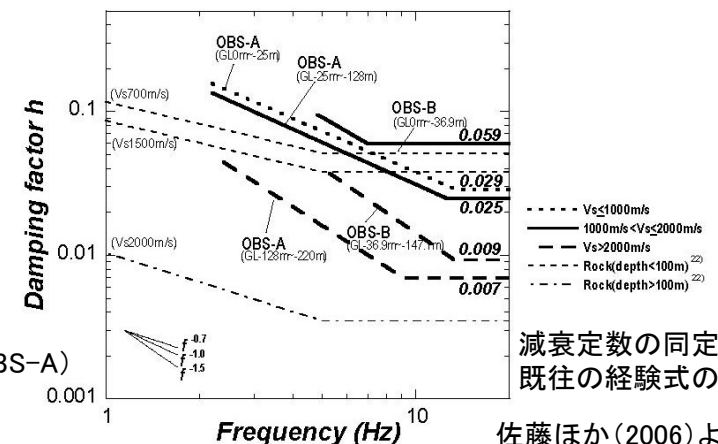 Damping factor h
0.1
0.01
0.001
OBS-A
(GL0m~-25m)
OBS-A
(GL-25m~-128m)
OBS-B
(GL0m~-36.9m)
(Vs700m/s)
(Vs1500m/s)
(Vs2000m/s)
0.059
0.029
0.025
0.009
0.007
OBS-A
(GL-128m~-220m)
OBS-B
(GL-36.9m~-147.1m)
f -0.7
f -1.0
f -1.5
1
10
Frequency (Hz)
Vs≤1000m/s
1000m/s<Vs≤2000m/s
Vs>2000m/s
Rock(depth<100m) 22)
Rock(depth>100m) 22)
BS-A)
減衰定数の同定
既往の経験式の
佐藤ほか(2006)よ